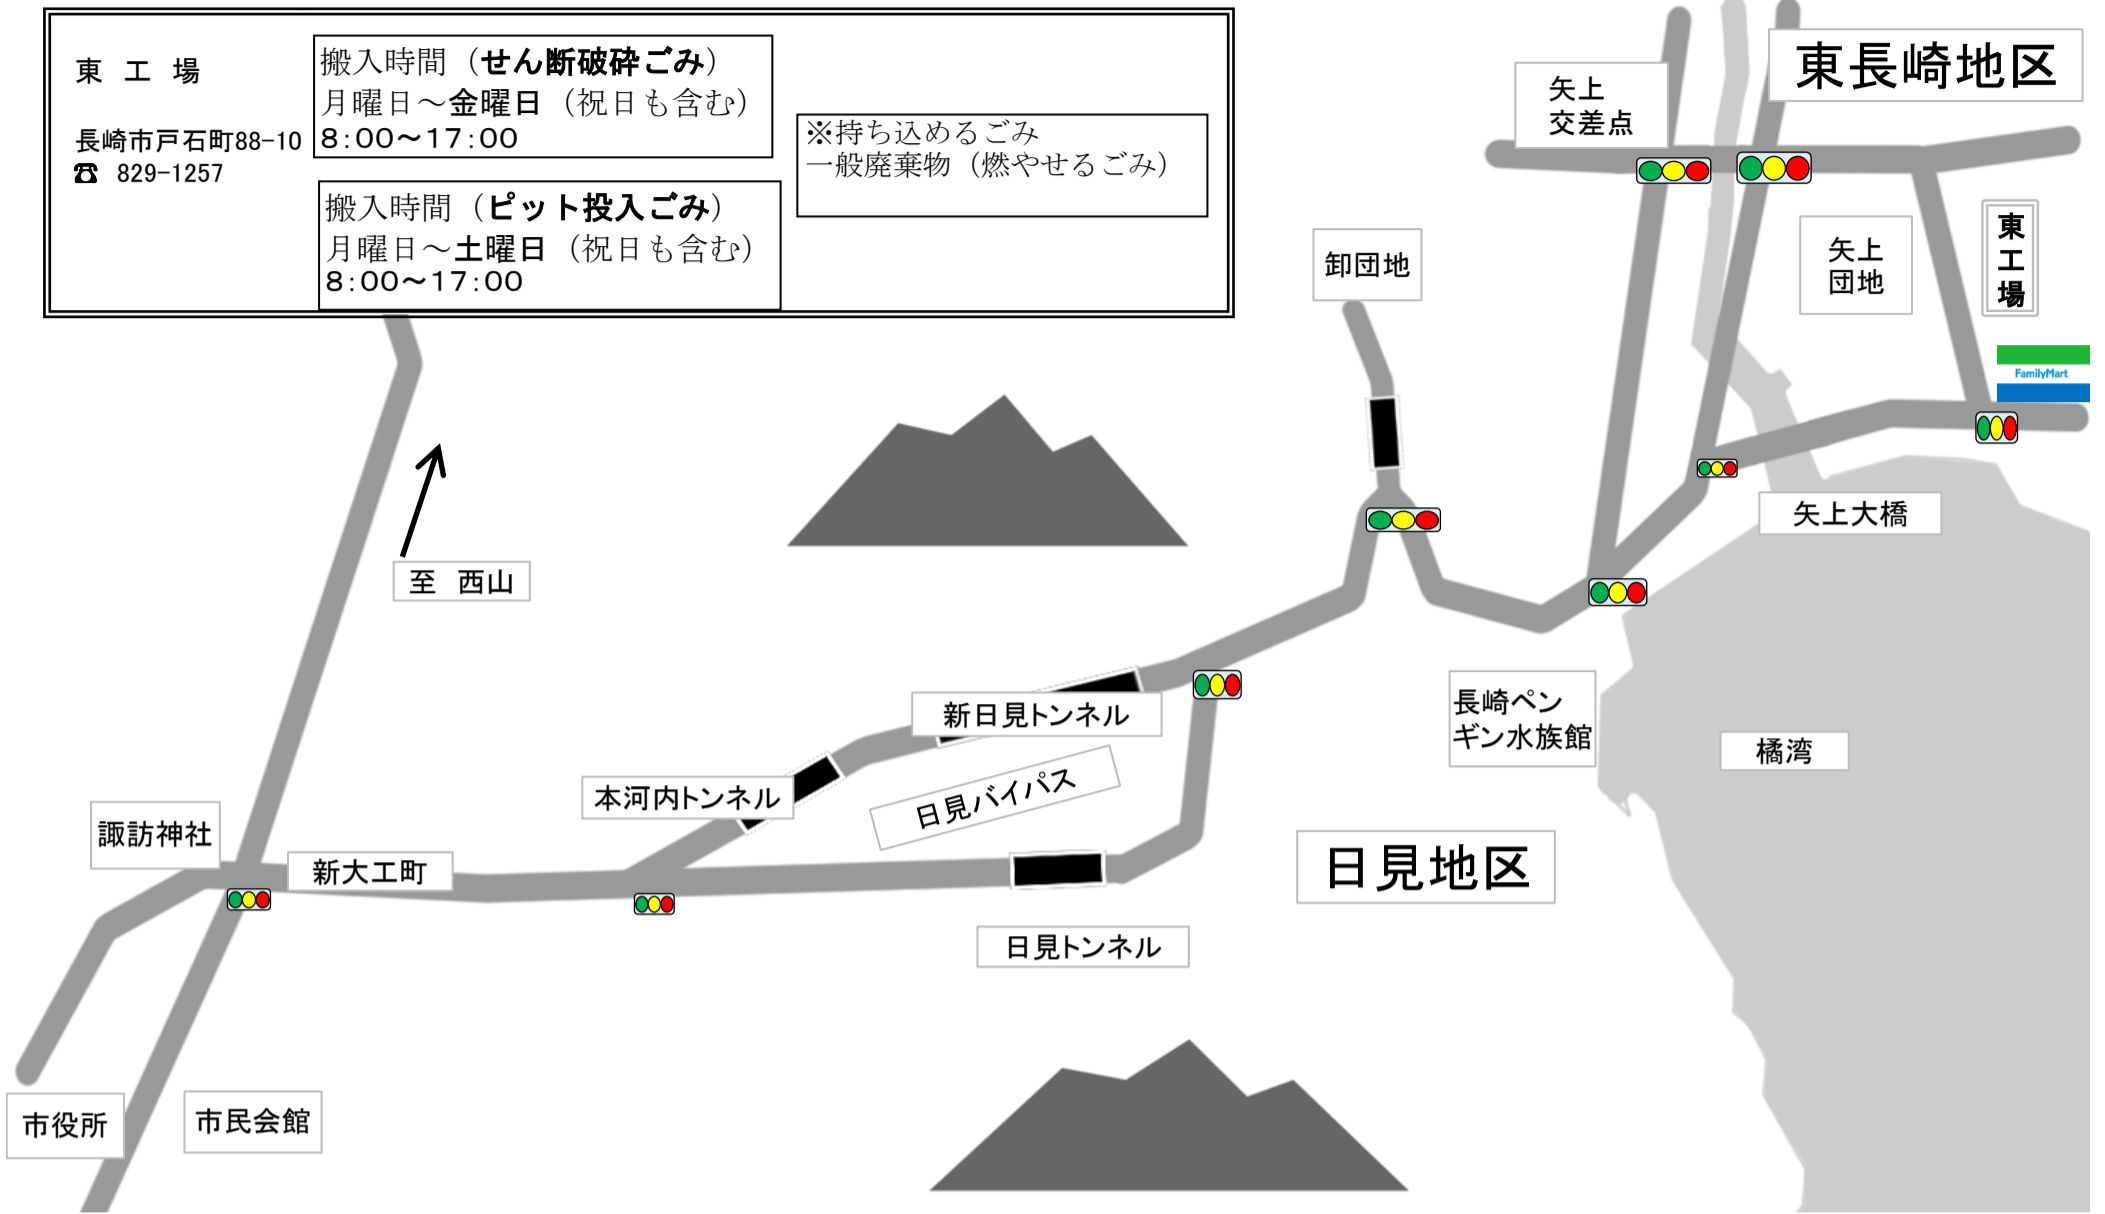 東 工 場
長崎市戸石町88-10
☎ 829-1257
搬入時間（せん断破砕ごみ）
月曜日～金曜日（祝日も含む）
8:00～17:00
搬入時間（ピット投入ごみ）
月曜日～土曜日（祝日も含む）
8:00～17:00
※持ち込めるごみ
一般廃棄物（燃やせるごみ）
東長崎地区
矢上
交差点
卸団地
矢上
団地
東
工
場
FamilyMart
矢上大橋
至 西山
長崎ペン
ギン水族館
橘湾
新日見トンネル
本河内トンネル
日見バイパス
日見地区
諏訪神社
新大工町
日見トンネル
市役所
市民会館